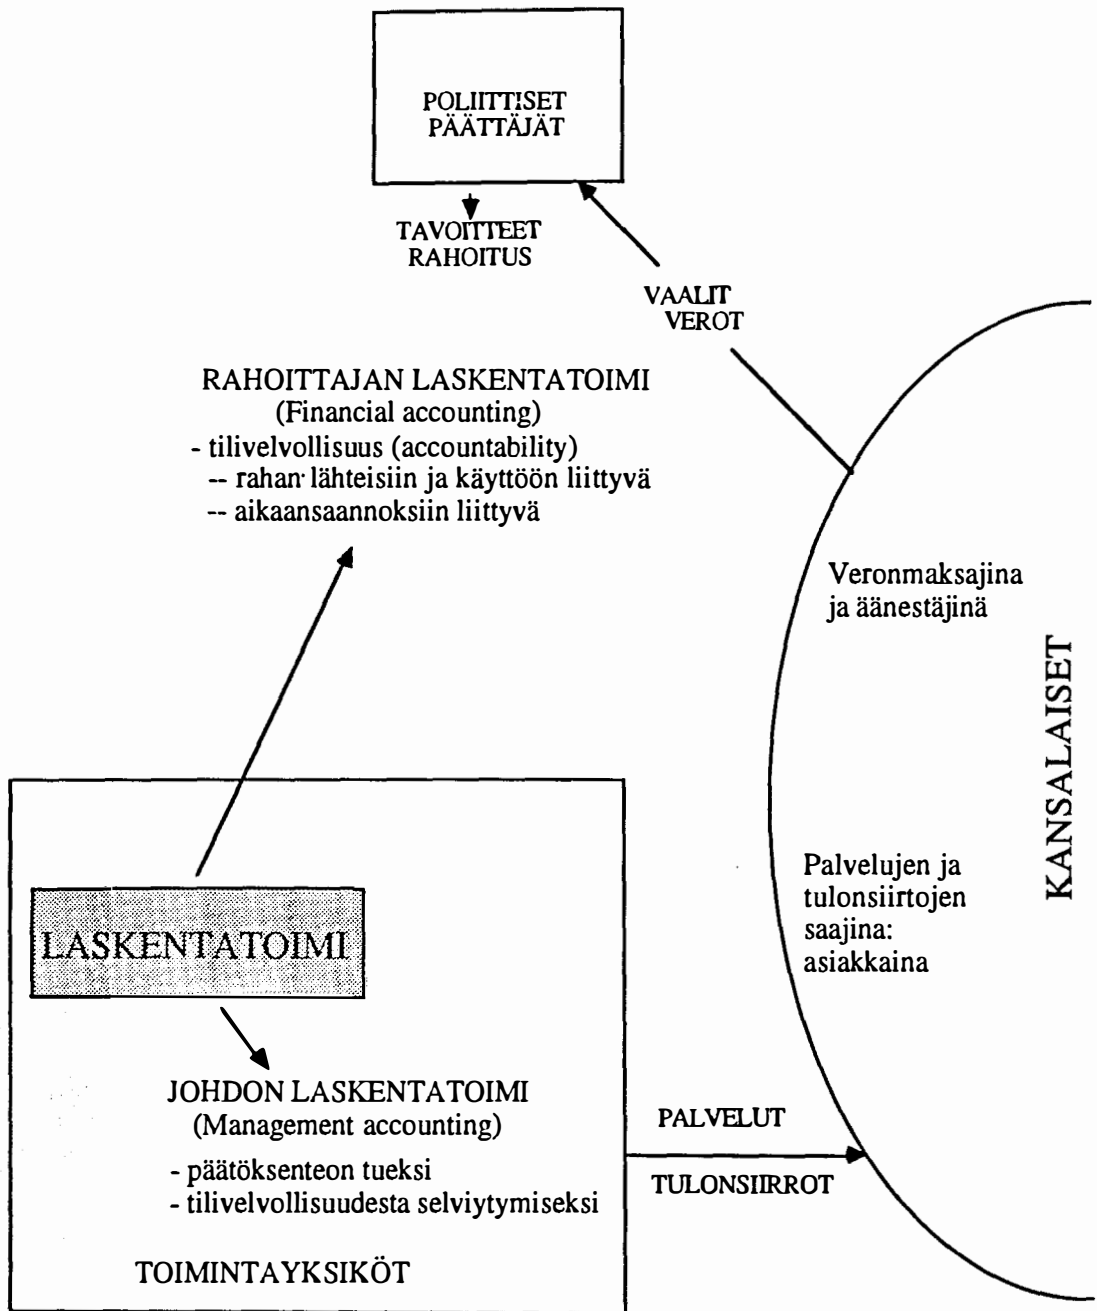 POLIITTISET
PÄÄTTÄJÄT
TAVOITTEET
RAHOITUS
VAALIT
VEROT
RAHOITTAJAN LASKENTATOIMI
(Financial accounting)
- tilivelvollisuus (accountability)
-- rahan lähteisiin ja käyttöön liittyvä
-- aikaansaannoksiin liittyvä
Veronmaksajina
ja äänestäjinä
KANSALAISET
Palvelujen ja
tulonsiirtojen
saajina:
asiakkaina
LASKENTATOIMI
JOHDON LASKENTATOIMI
(Management accounting)
- päätöksenteon tueksi
- tilivelvollisuudesta selviytymiseksi
TOIMINTAYKSIKÖT
PALVELUT
TULONSIIRROT